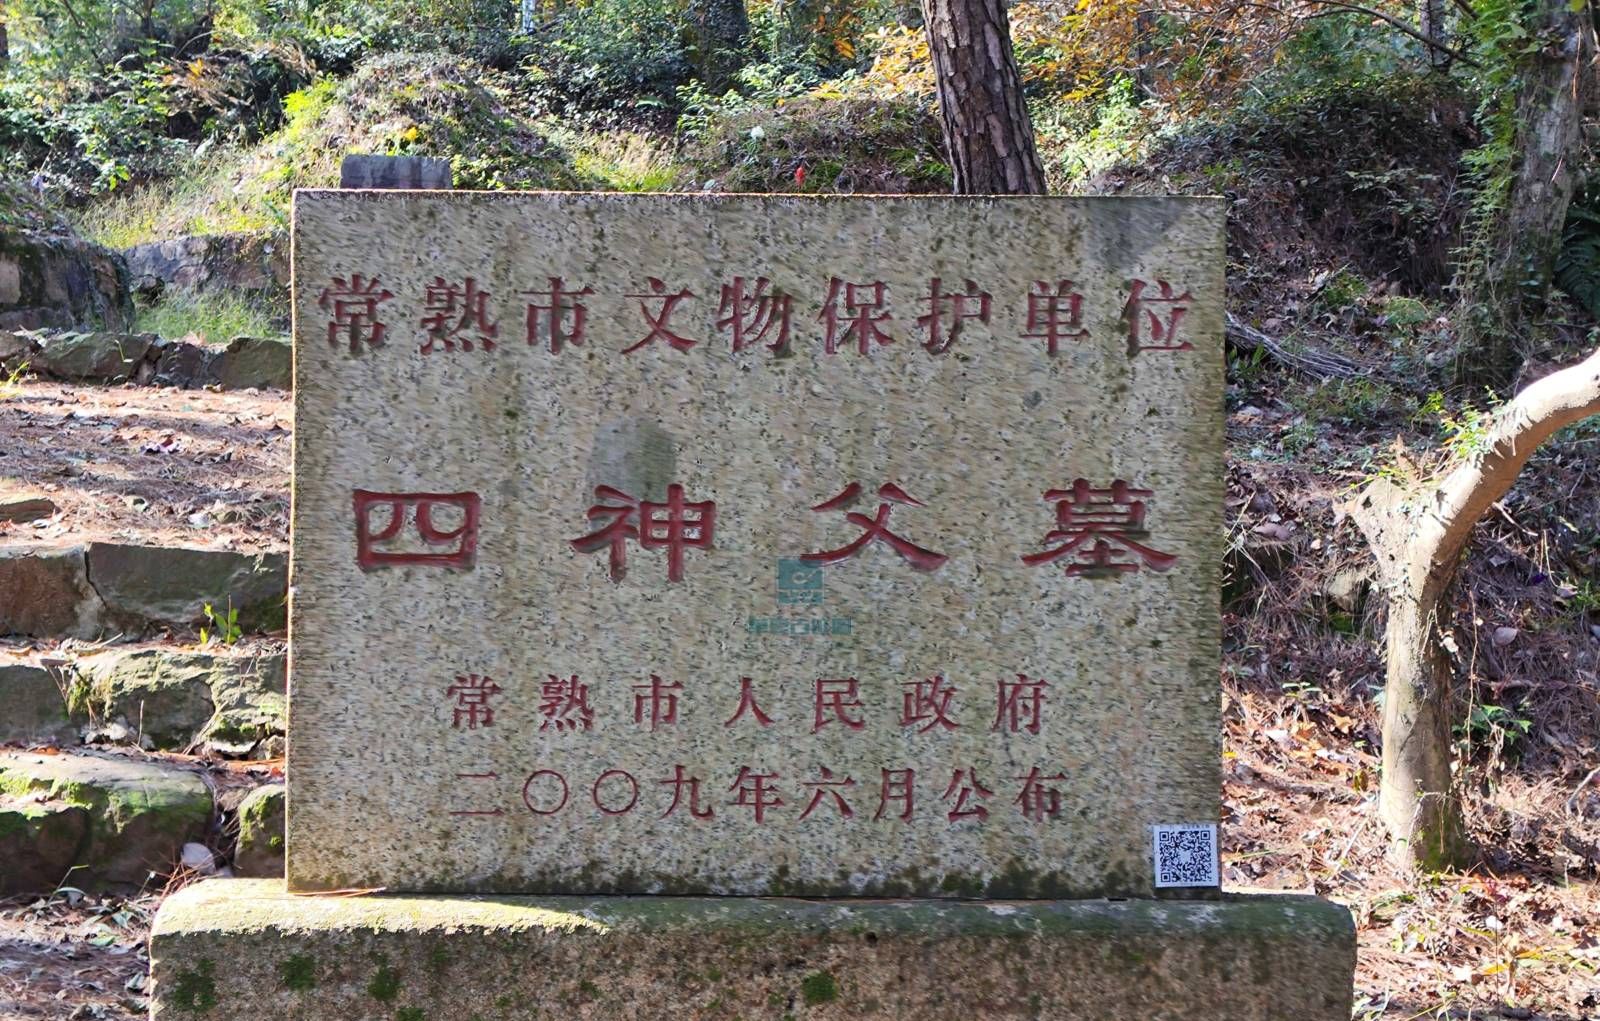 常熟市文物保护单位
四神父墓
常熟市人民政府
二〇〇九年六月公布